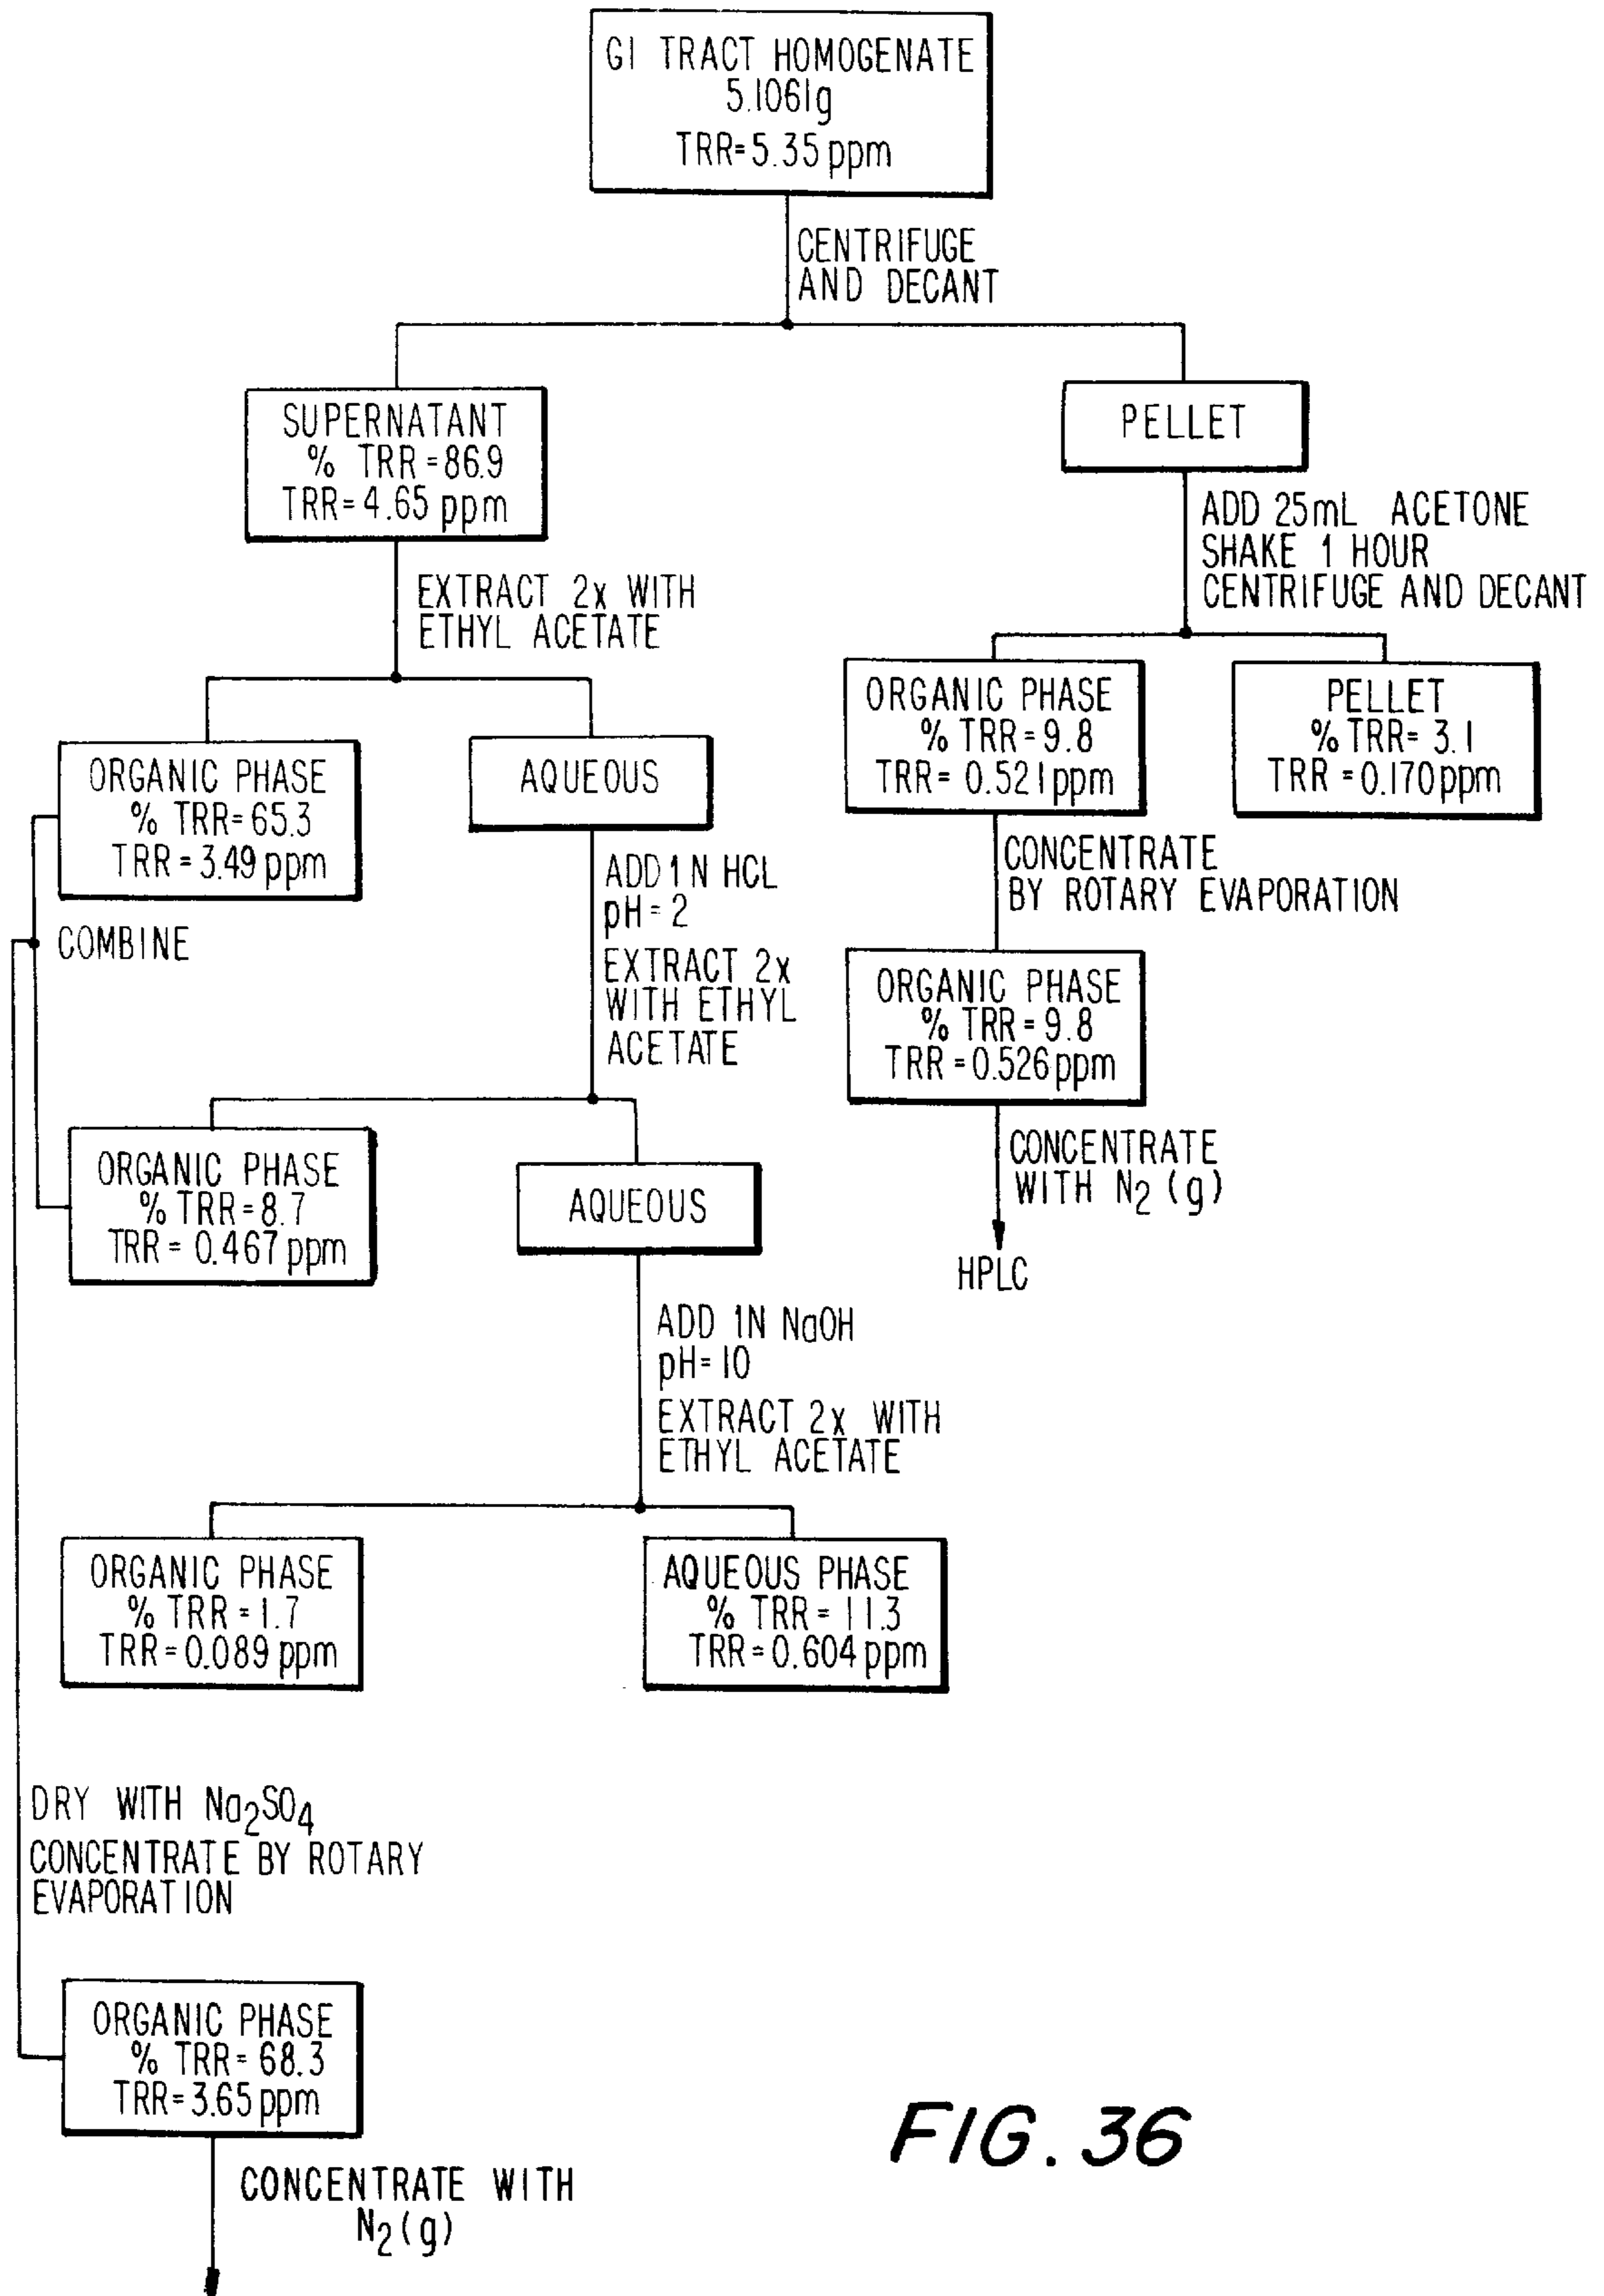 GI TRACT HOMOGENATE
5.1061g
TRR=5.35 ppm
CENTRIFUGE
AND DECANT
SUPERNATANT
% TRR=86.9
TRR=4.65 ppm
PELLET
EXTRACT 2x WITH
ETHYL ACETATE
ADD 25mL ACETONE
SHAKE 1 HOUR
CENTRIFUGE AND DECANT
ORGANIC PHASE
% TRR=65.3
TRR=3.49 ppm
AQUEOUS
ORGANIC PHASE
% TRR=9.8
TRR=0.521 ppm
PELLET
% TRR=3.1
TRR=0.170 ppm
COMBINE
ADD 1N HCL
pH=2
EXTRACT 2x
WITH ETHYL
ACETATE
CONCENTRATE
BY ROTARY EVAPORATION
ORGANIC PHASE
% TRR=9.8
TRR=0.526 ppm
ORGANIC PHASE
% TRR=8.7
TRR=0.467 ppm
AQUEOUS
CONCENTRATE
WITH N₂ (g)
HPLC
ADD 1N NaOH
pH=10
EXTRACT 2x WITH
ETHYL ACETATE
ORGANIC PHASE
% TRR=1.7
TRR=0.089 ppm
AQUEOUS PHASE
% TRR=11.3
TRR=0.604 ppm
DRY WITH Na₂SO₄
CONCENTRATE BY ROTARY
EVAPORATION
ORGANIC PHASE
% TRR=68.3
TRR=3.65 ppm
CONCENTRATE WITH
N₂(g)
FIG. 36